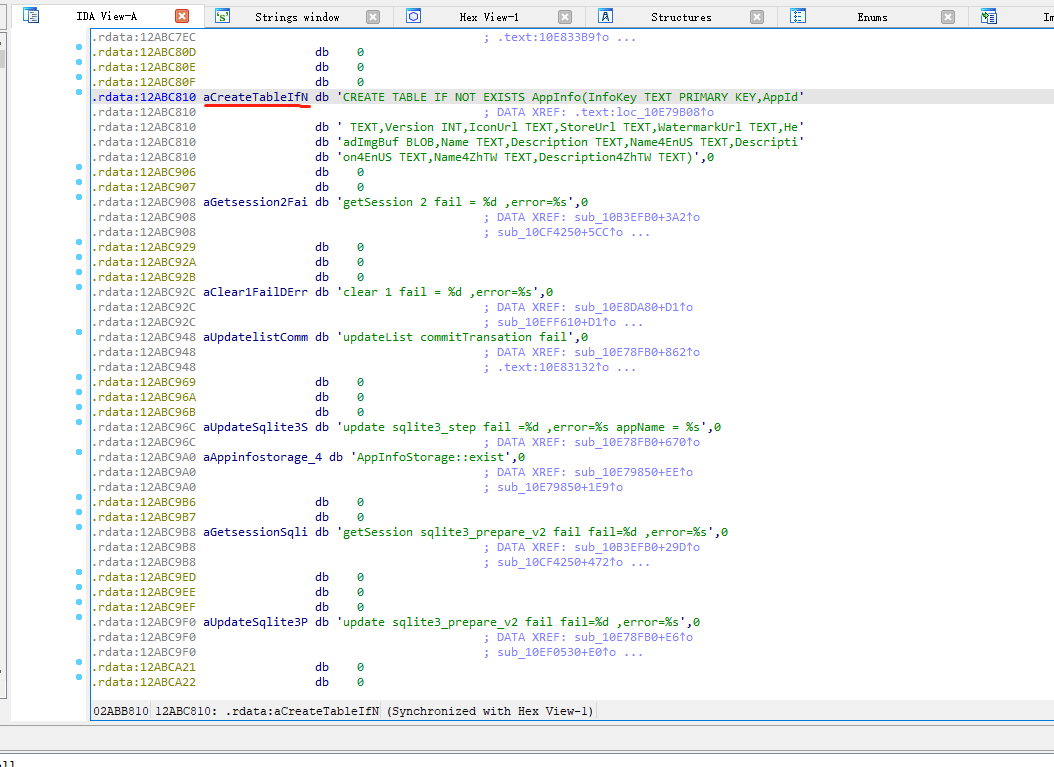 IDA View-A Strings window Hex View-1 Structures Enums
.rdata:12ABC7EC ; .text:10E833B9↑o ...
.rdata:12ABC80D db 0
.rdata:12ABC80E db 0
.rdata:12ABC80F db 0
.rdata:12ABC810 aCreateTableIfN db 'CREATE TABLE IF NOT EXISTS AppInfo(InfoKey TEXT PRIMARY KEY,AppId'
.rdata:12ABC810 ; DATA XREF: .text:loc_10E79B08↑o
.rdata:12ABC810 db ' TEXT,Version INT,IconUrl TEXT,StoreUrl TEXT,WatermarkUrl TEXT,He'
.rdata:12ABC810 db 'adImgBuf BLOB,Name TEXT,Description TEXT,Name4EnUS TEXT,Descripti'
.rdata:12ABC810 db 'on4EnUS TEXT,Name4ZhTW TEXT,Description4ZhTW TEXT)',0
.rdata:12ABC906 db 0
.rdata:12ABC907 db 0
.rdata:12ABC908 aGetsession2Fai db 'getSession 2 fail = %d ,error=%s',0
.rdata:12ABC908 ; DATA XREF: sub_10B3EFB0+3A2↑o
.rdata:12ABC908 ; sub_10CF4250+5CC↑o ...
.rdata:12ABC929 db 0
.rdata:12ABC92A db 0
.rdata:12ABC92B db 0
.rdata:12ABC92C aClear1FailDErr db 'clear 1 fail = %d ,error=%s',0
.rdata:12ABC92C ; DATA XREF: sub_10E8DA80+D1↑o
.rdata:12ABC92C ; sub_10EFF610+D1↑o ...
.rdata:12ABC948 aUpdatelistComm db 'updateList commitTransation fail',0
.rdata:12ABC948 ; DATA XREF: sub_10E78FB0+862↑o
.rdata:12ABC948 ; .text:10E83132↑o ...
.rdata:12ABC969 db 0
.rdata:12ABC96A db 0
.rdata:12ABC96B db 0
.rdata:12ABC96C aUpdateSqlite3S db 'update sqlite3_step fail =%d ,error=%s appName = %s',0
.rdata:12ABC96C ; DATA XREF: sub_10E78FB0+670↑o
.rdata:12ABC9A0 aAppinfostorage_4 db 'AppInfoStorage::exist',0
.rdata:12ABC9A0 ; DATA XREF: sub_10E79850+EE↑o
.rdata:12ABC9A0 ; sub_10E79850+1E9↑o
.rdata:12ABC9B6 db 0
.rdata:12ABC9B7 db 0
.rdata:12ABC9B8 aGetsessionSqli db 'getSession sqlite3_prepare_v2 fail fail=%d ,error=%s',0
.rdata:12ABC9B8 ; DATA XREF: sub_10B3EFB0+29D↑o
.rdata:12ABC9B8 ; sub_10CF4250+472↑o ...
.rdata:12ABC9ED db 0
.rdata:12ABC9EE db 0
.rdata:12ABC9EF db 0
.rdata:12ABC9F0 aUpdateSqlite3P db 'update sqlite3_prepare_v2 fail fail=%d ,error=%s',0
.rdata:12ABC9F0 ; DATA XREF: sub_10E78FB0+E6↑o
.rdata:12ABC9F0 ; sub_10EF0530+E0↑o ...
.rdata:12ABCA21 db 0
.rdata:12ABCA22 db 0
02ABB810 12ABC810: .rdata:aCreateTableIfN (Synchronized with Hex View-1)